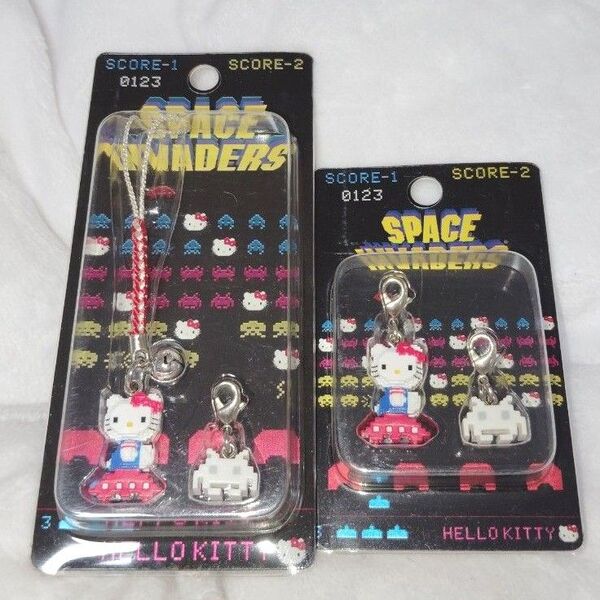 SCORE-1 SCORE-2
0123
SPACE
INVADERS
3
HELLO KITTY
SCORE-1 SCORE-2
0123
SPACE
INVADERS
3
HELLO KITTY